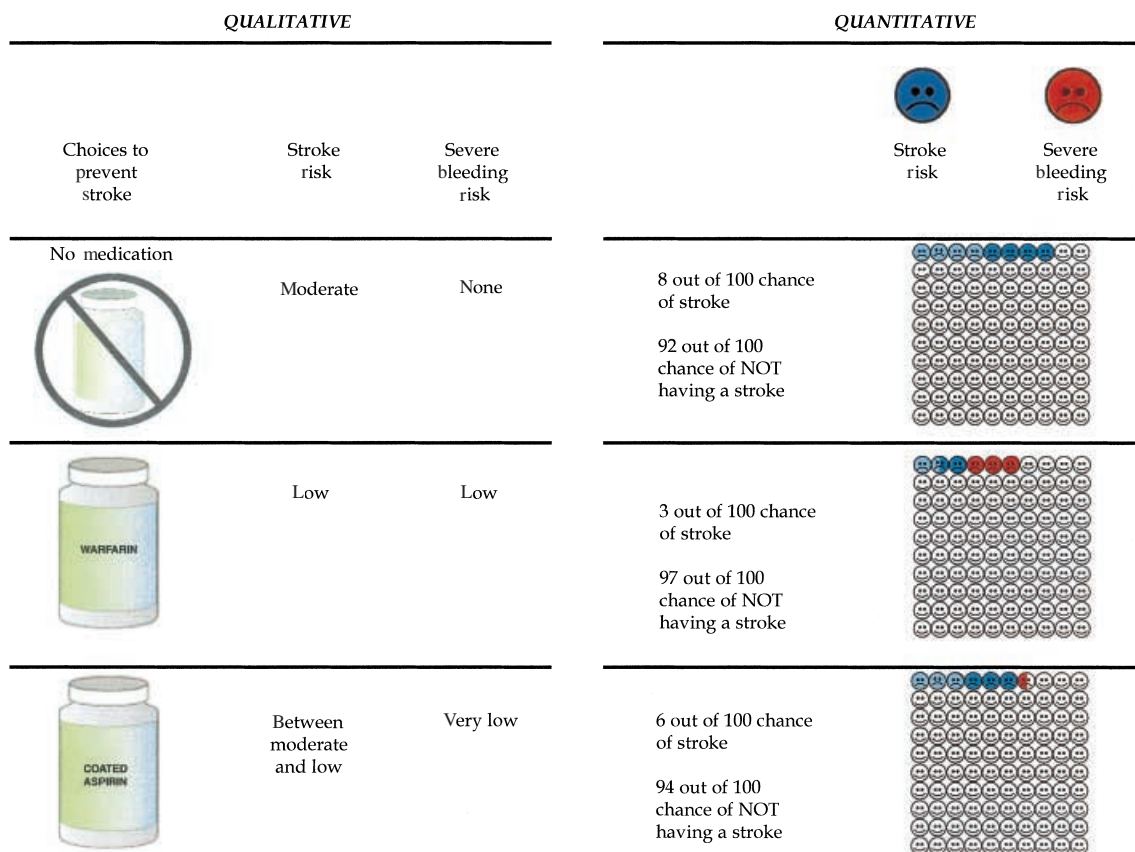 QUALITATIVE
QUANTITATIVE
Choices to
prevent
stroke
Stroke
risk
Severe
bleeding
risk
Stroke
risk
Severe
bleeding
risk
No medication
Moderate
None
8 out of 100 chance
of stroke
92 out of 100
chance of NOT
having a stroke
WARFARIN
Low
Low
3 out of 100 chance
of stroke
97 out of 100
chance of NOT
having a stroke
COATED
ASPIRIN
Between
moderate
and low
Very low
6 out of 100 chance
of stroke
94 out of 100
chance of NOT
having a stroke